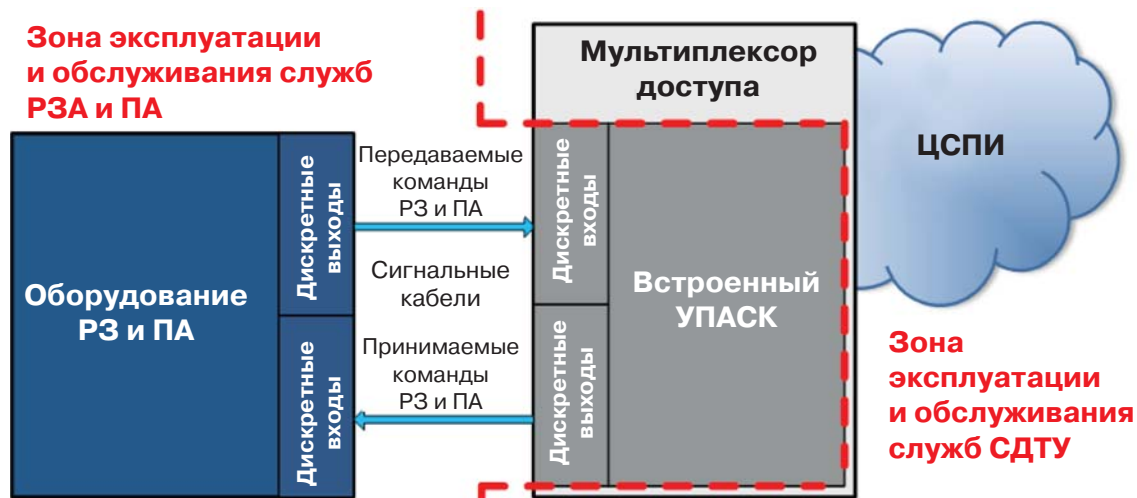 Зона эксплуатации
и обслуживания служб
РЗА и ПА
Мультиплексор
доступа
ЦСПИ
Оборудование
РЗ и ПА
Дискретные
выходы
Дискретные
входы
Передаваемые
команды
РЗ и ПА
Сигнальные
кабели
Принимаемые
команды
РЗ и ПА
Дискретные
входы
Дискретные
выходы
Встроенный
УПАСК
Зона
эксплуатации
и обслуживания
служб СДТУ